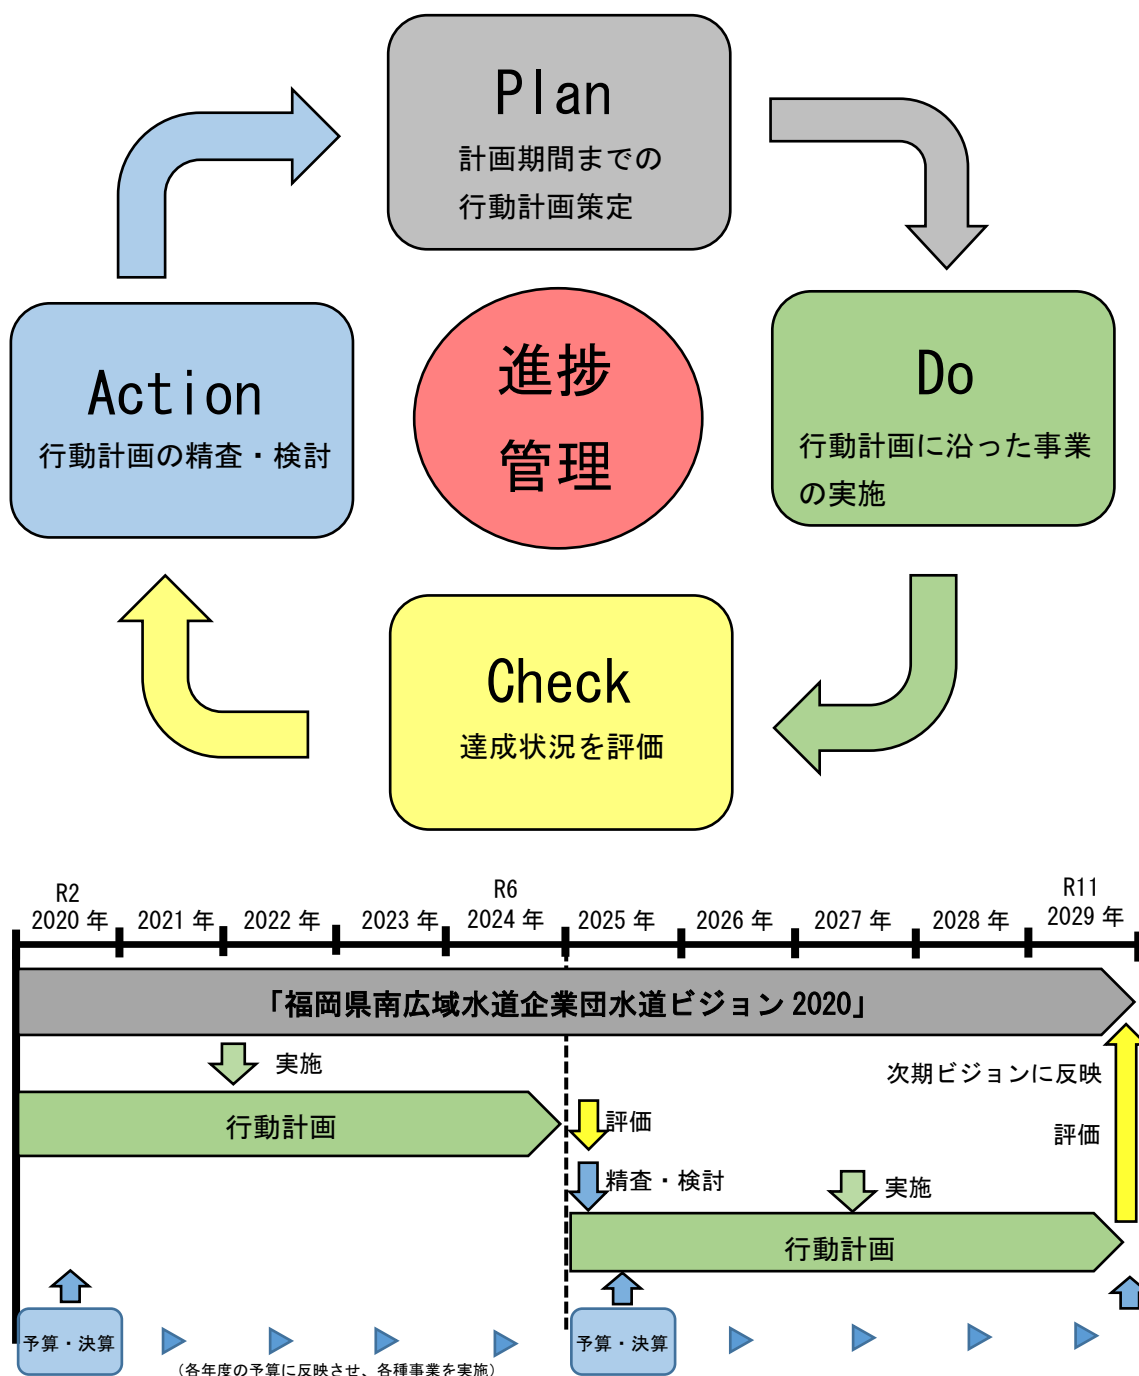 Plan
計画期間までの
行動計画策定
Action
行動計画の精査・検討
進捗
管理
Do
行動計画に沿った事業
の実施
Check
達成状況を評価
R2
R6
R11
2020 年
2021 年
2022 年
2023 年
2024 年
2025 年
2026 年
2027 年
2028 年
2029 年
「福岡県南広域水道企業団水道ビジョン 2020」
実施
次期ビジョンに反映
行動計画
評価
評価
精査・検討
実施
行動計画
予算・決算
予算・決算
（各年度の予算に反映させ、各種事業を実施）